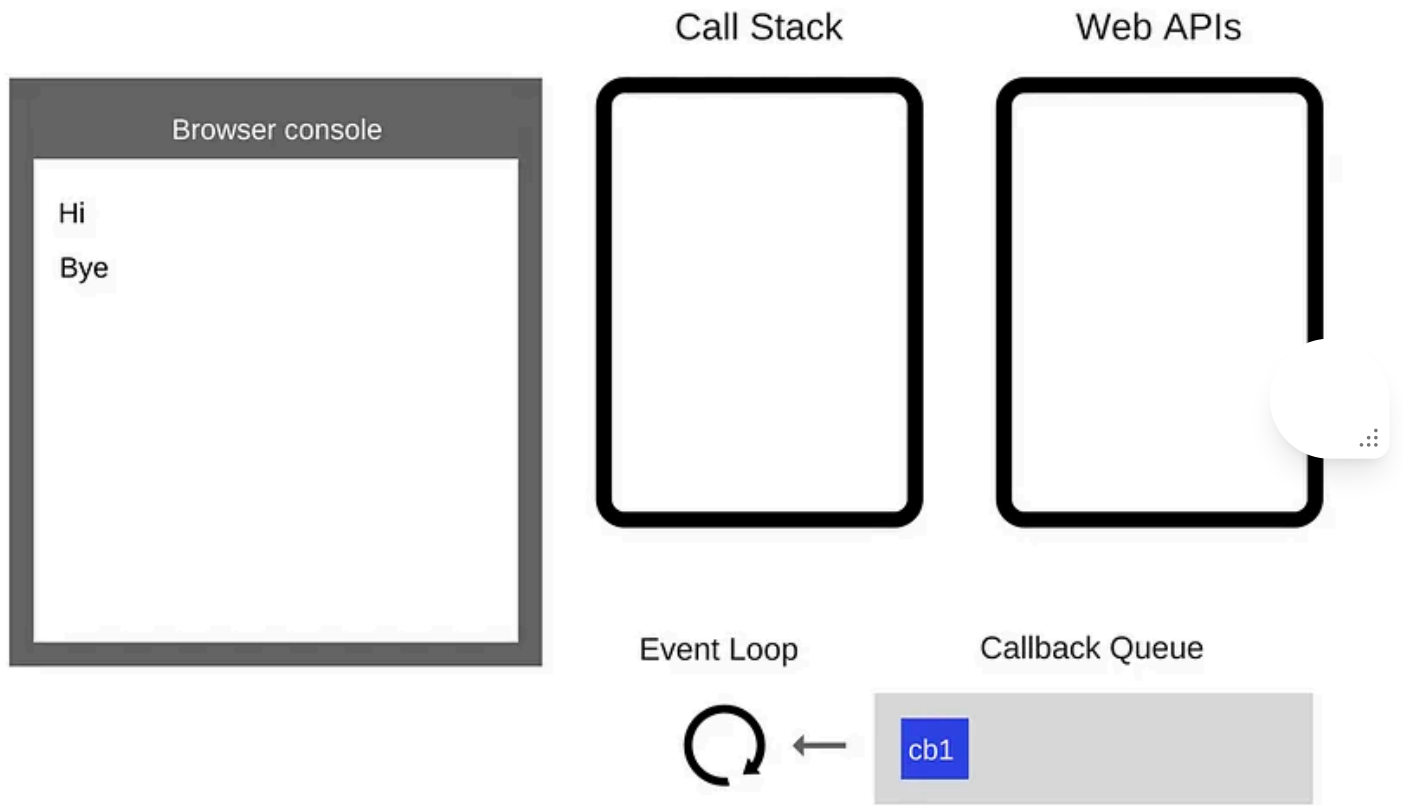 Call Stack
Web APIs
Browser console
Hi
Bye
Event Loop
Callback Queue
cb1